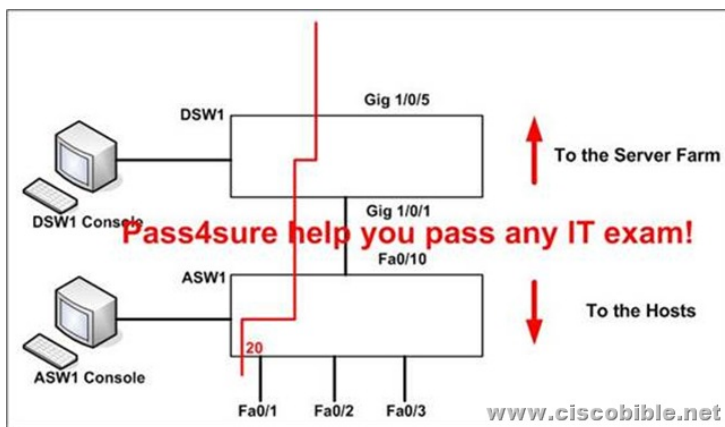 Gig 1/0/5
DSW1
To the Server Farm
DSW1 Console
Gig 1/0/1
Pass4sure help you pass any IT exam!
Fa0/10
ASW1
To the Hosts
20
ASW1 Console
Fa0/1 Fa0/2 Fa0/3
www.ciscobible.net